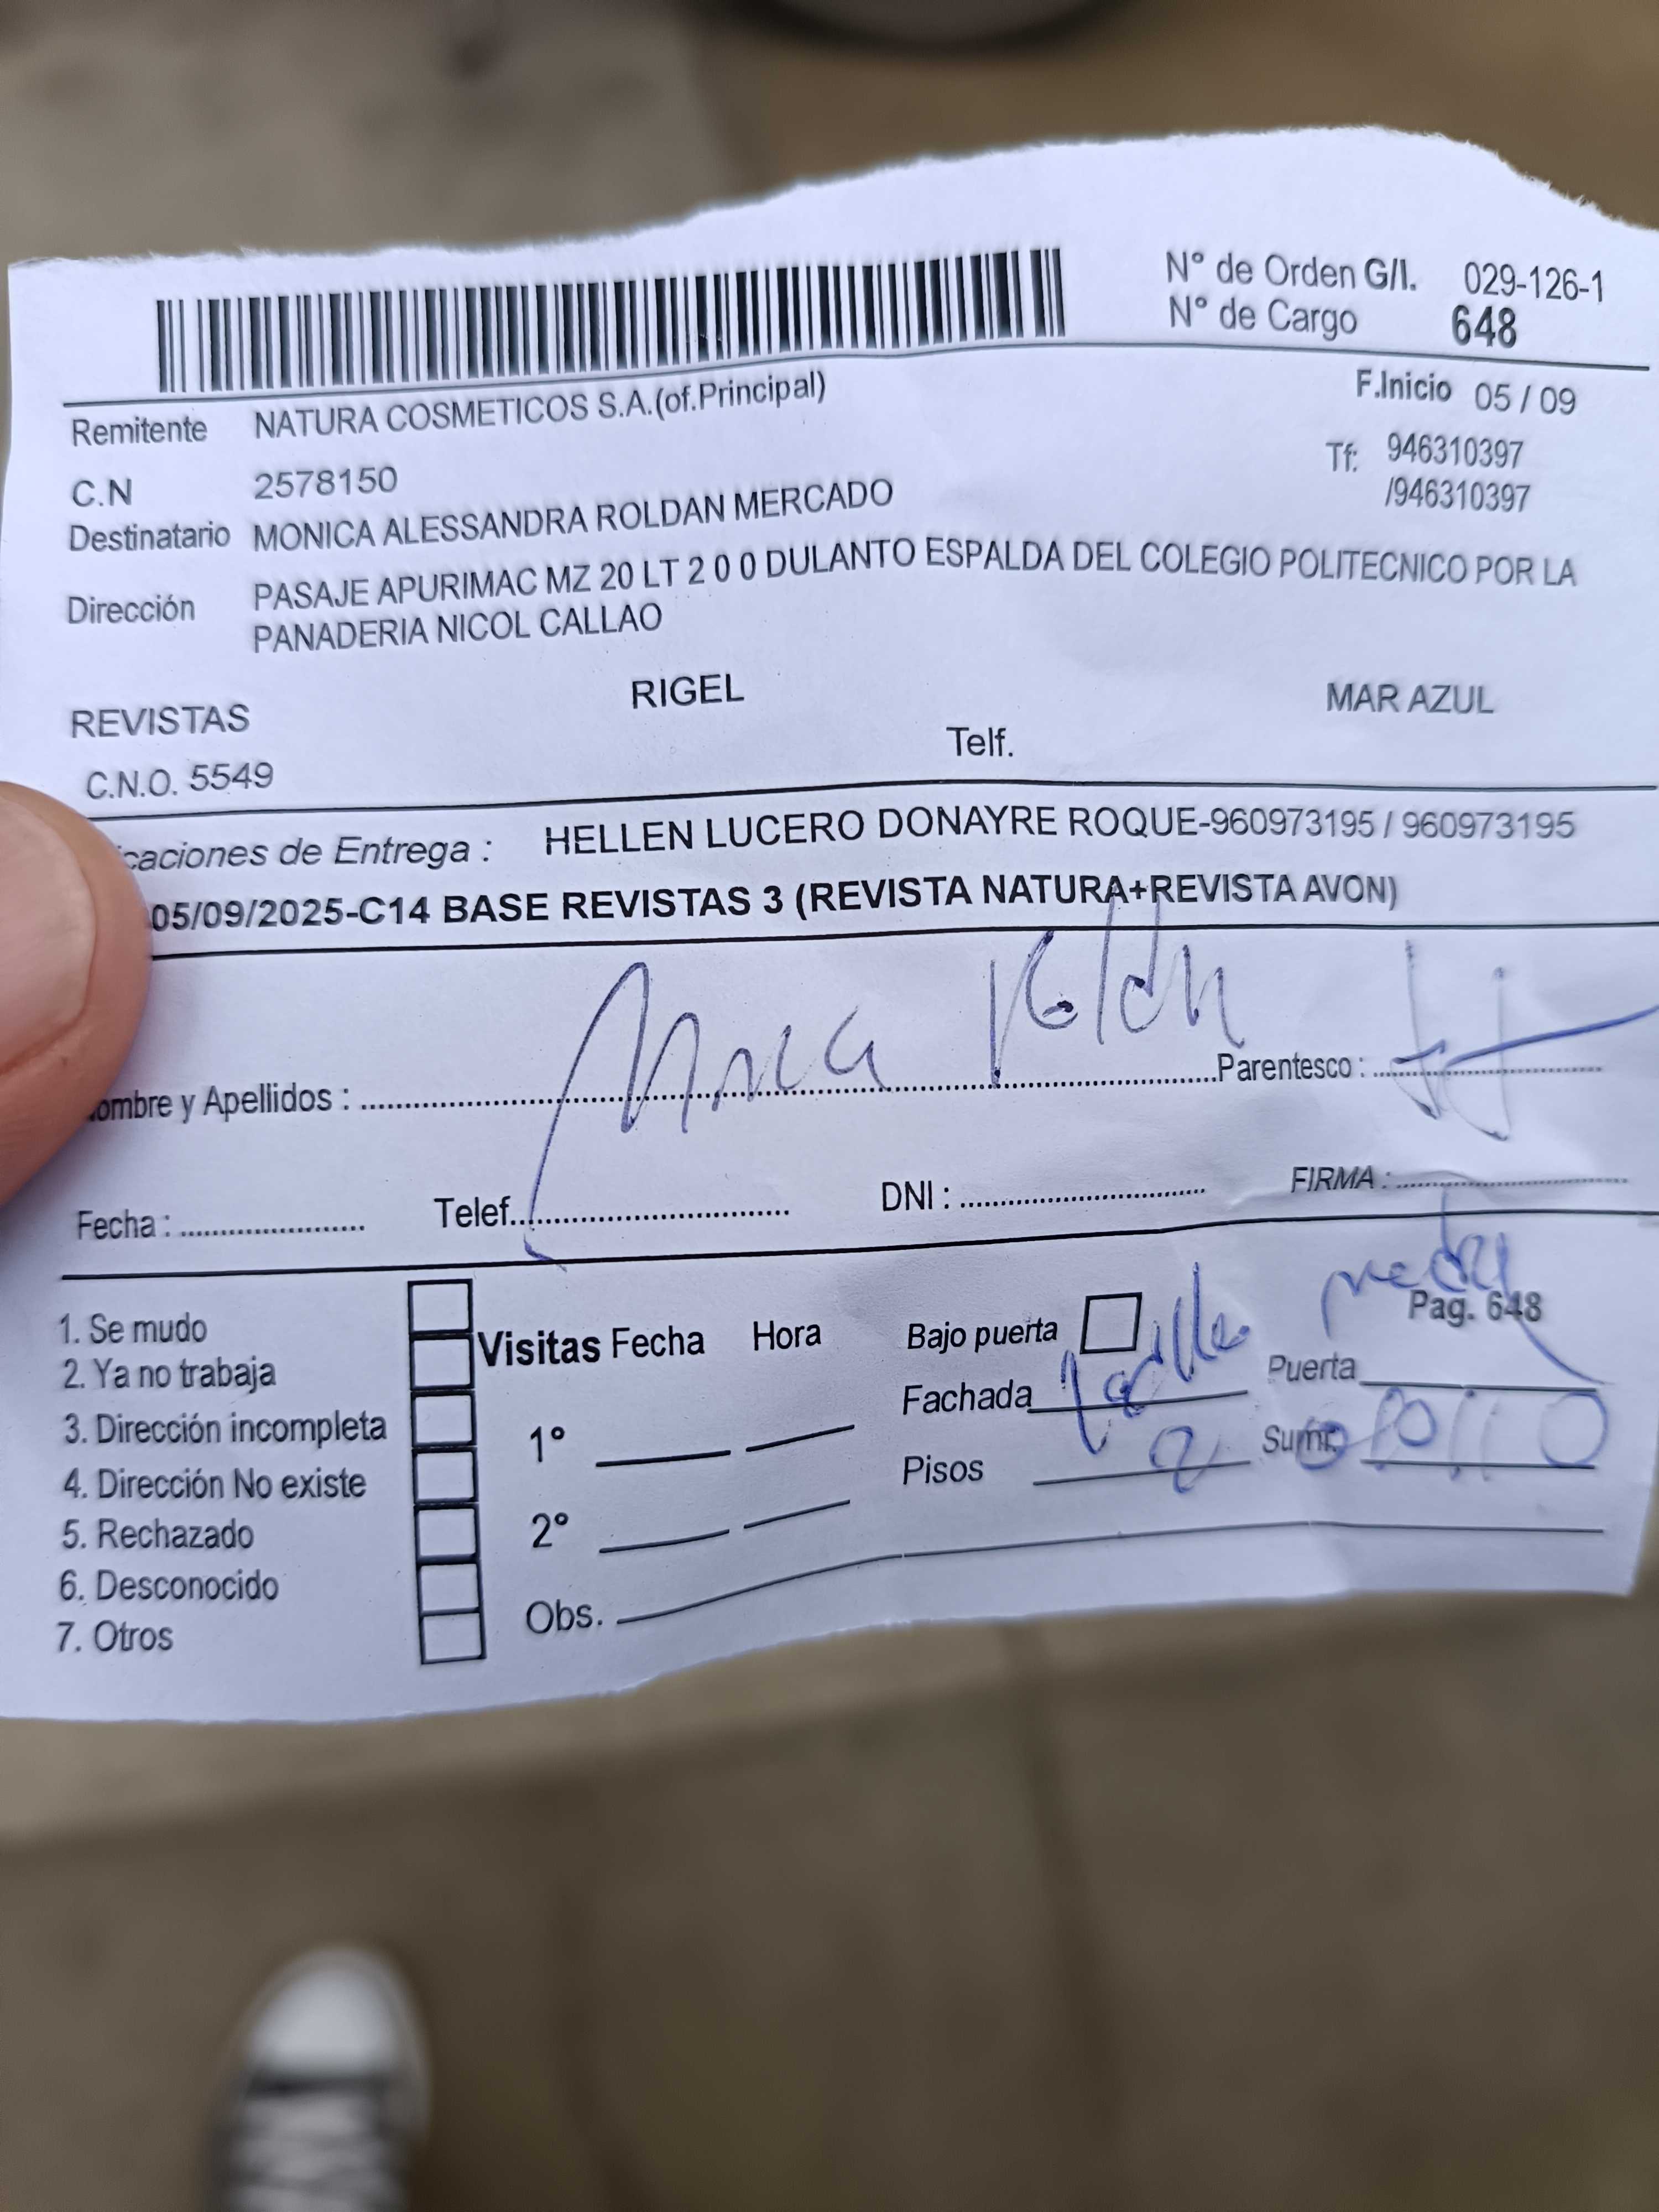 N° de Orden G/I. 029-126-1
N° de Cargo 648
Remitente NATURA COSMETICOS S.A.(of.Principal) F.Inicio 05 / 09
C.N 2578150 Tf: 946310397
/946310397
Destinatario MONICA ALESSANDRA ROLDAN MERCADO
Dirección PASAJE APURIMAC MZ 20 LT 2 0 0 DULANTO ESPALDA DEL COLEGIO POLITECNICO POR LA
PANADERIA NICOL CALLAO
REVISTAS RIGEL MAR AZUL
C.N.O. 5549 Telf.
caciones de Entrega : HELLEN LUCERO DONAYRE ROQUE-960973195 / 960973195
05/09/2025-C14 BASE REVISTAS 3 (REVISTA NATURA+REVISTA AVON)
ombre y Apellidos : Parentesco :
Fecha : Telef. DNI : FIRMA :
Pag. 648
1. Se mudo
2. Ya no trabaja
3. Dirección incompleta
4. Dirección No existe
5. Rechazado
6. Desconocido
7. Otros
Visitas Fecha Hora
1°
2°
Obs.
Bajo puerta
Fachada Puerta
Pisos 2 Sumr.